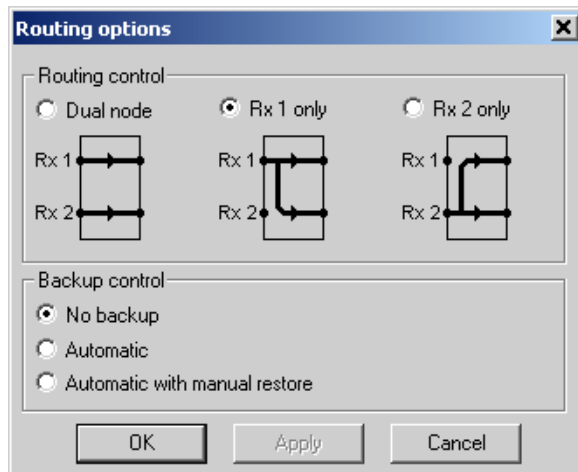 Routing options
Routing control
Dual node Rx 1 only Rx 2 only
Rx 1 Rx 1 Rx 1
Rx 2 Rx 2 Rx 2
Backup control
No backup
Automatic
Automatic with manual restore
OK Apply Cancel